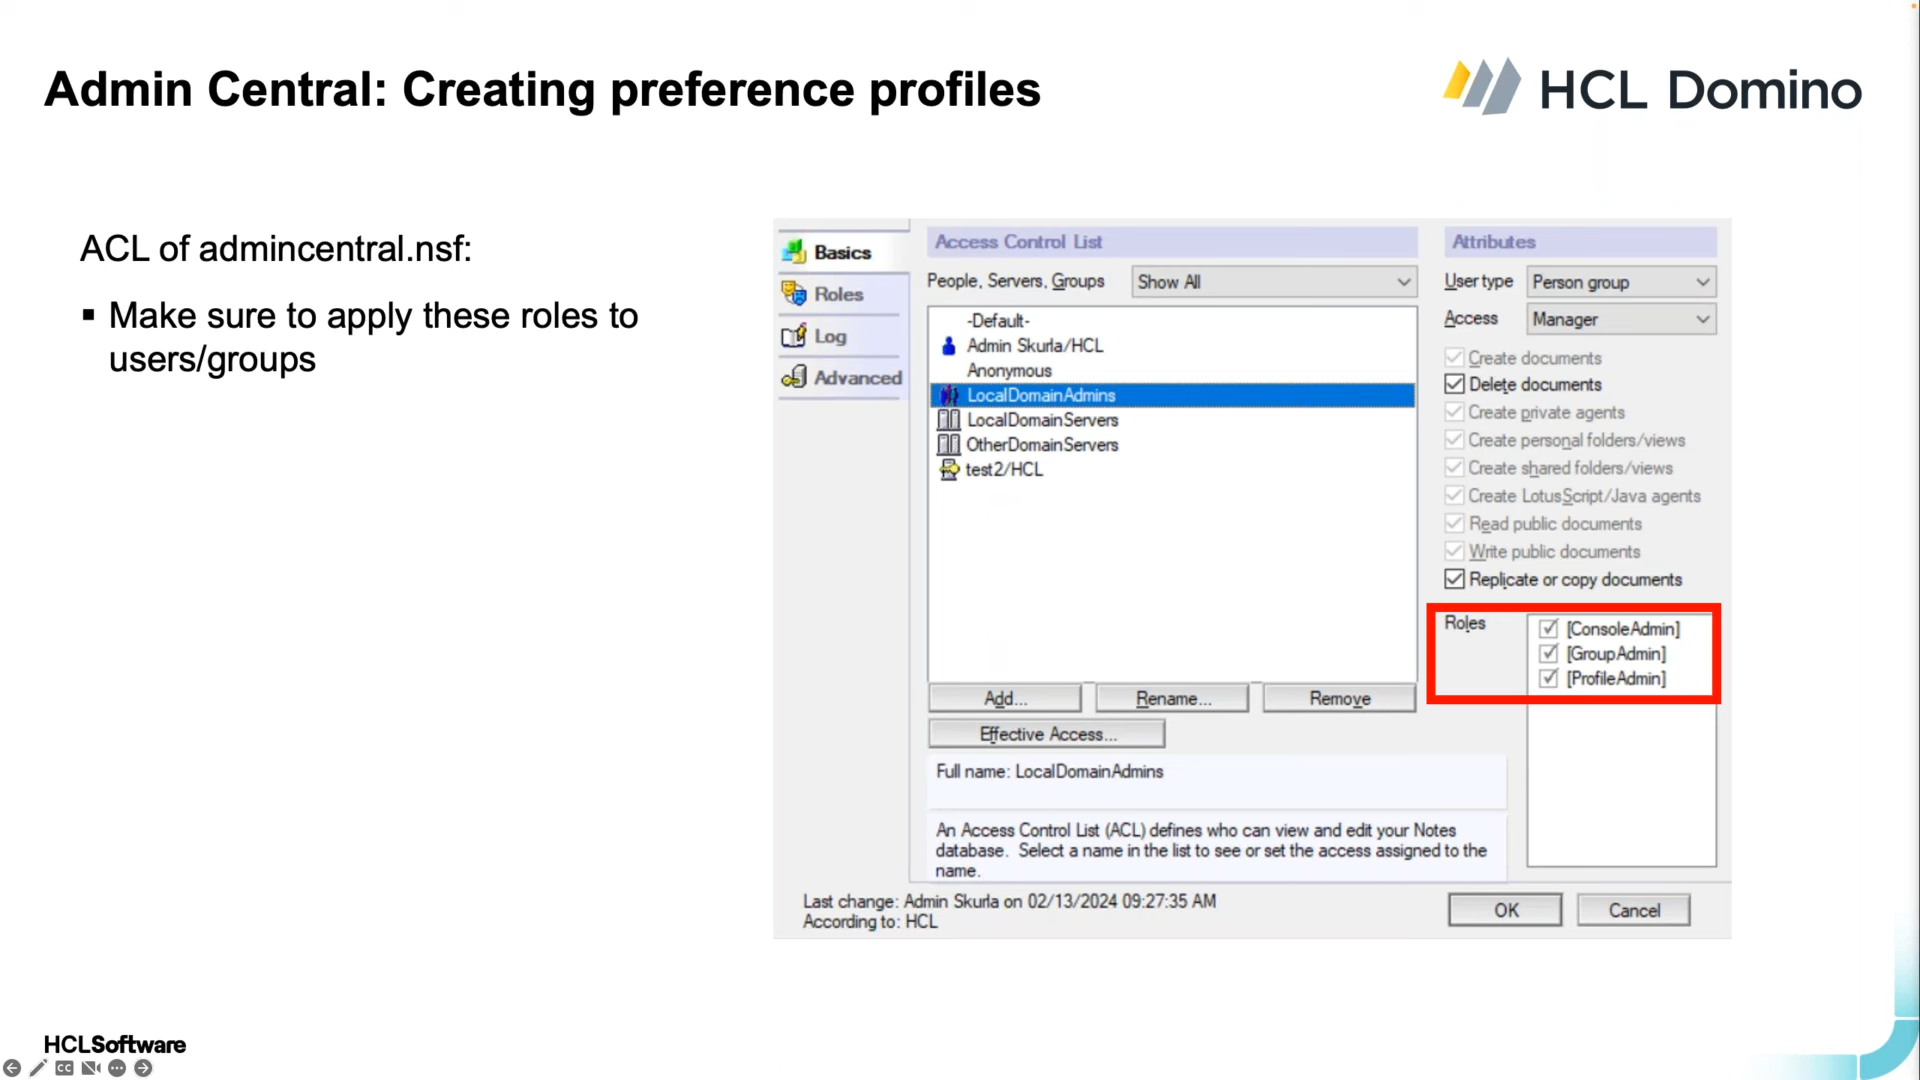 Admin Central: Creating preference profiles
HCL Domino
ACL of admincentral.nsf:
▪ Make sure to apply these roles to
users/groups
Basics
Roles
Log
Advanced
Access Control List
People, Servers, Groups
Show All
-Default-
Admin Skurla/HCL
Anonymous
LocalDomainAdmins
LocalDomainServers
OtherDomainServers
test2/HCL
Add...
Rename...
Remove
Effective Access...
Full name: LocalDomainAdmins
An Access Control List (ACL) defines who can view and edit your Notes
database. Select a name in the list to see or set the access assigned to the
name.
Attributes
User type
Person group
Access
Manager
Create documents
Delete documents
Create private agents
Create personal folders/views
Create shared folders/views
Create LotusScript/Java agents
Read public documents
Write public documents
Replicate or copy documents
Roles
[ConsoleAdmin]
[GroupAdmin]
[ProfileAdmin]
Last change: Admin Skurla on 02/13/2024 09:27:35 AM
According to: HCL
OK
Cancel
HCLSoftware
CC